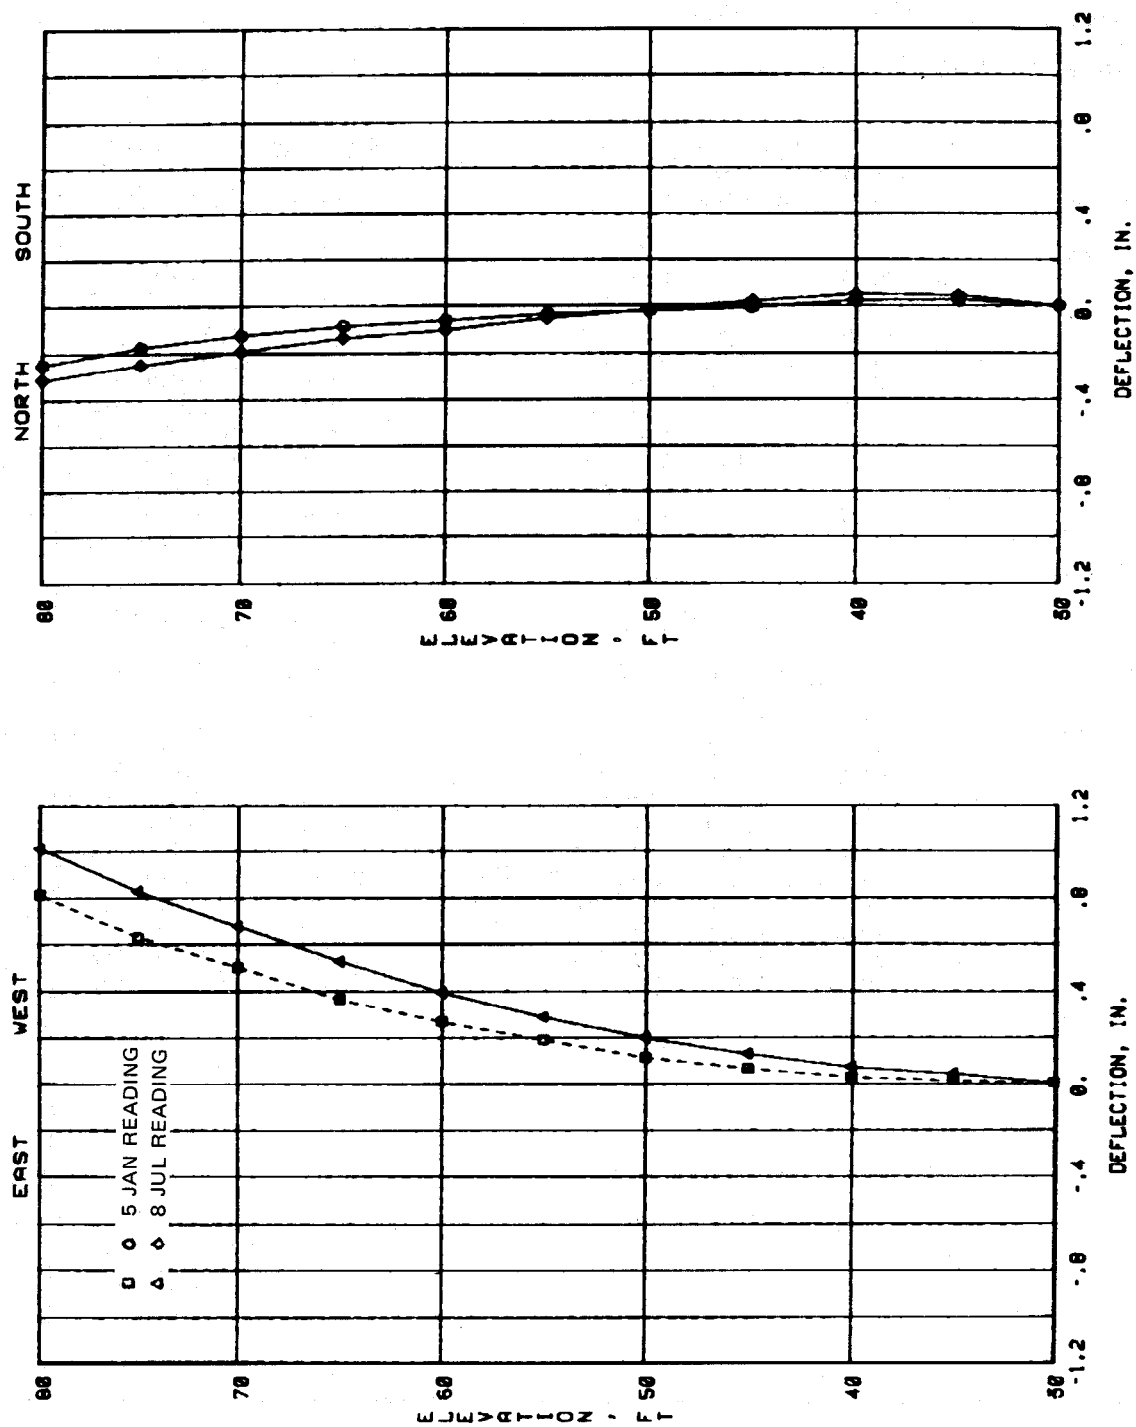 EAST WEST
□ ○ 5 JAN READING
△ ◇ 8 JUL READING
80
70
60
50
40
30
ELEVATION, FT
-1.2 -.8 -.4 0. .4 .8 1.2
DEFLECTION, IN.
NORTH SOUTH
80
70
60
50
40
30
ELEVATION, FT
-1.2 -.8 -.4 0. .4 .8 1.2
DEFLECTION, IN.